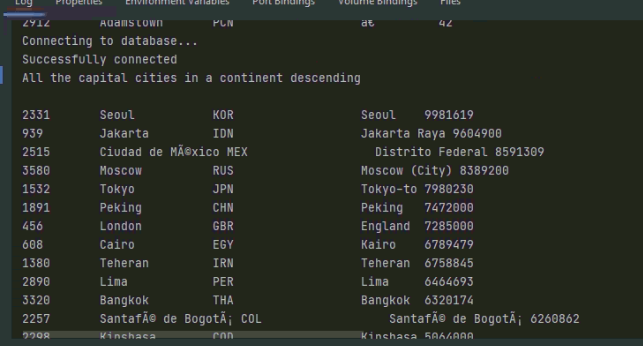 Log Properties Environment Variables Port Bindings Volume Bindings Files
2912 Adamstown PCN â€ 42
Connecting to database...
Successfully connected
All the capital cities in a continent descending
2331 Seoul KOR Seoul 9981619
939 Jakarta IDN Jakarta Raya 9604900
2515 Ciudad de MÃ©xico MEX Distrito Federal 8591309
3580 Moscow RUS Moscow (City) 8389200
1532 Tokyo JPN Tokyo-to 7980230
1891 Peking CHN Peking 7472000
456 London GBR England 7285000
608 Cairo EGY Kairo 6789479
1380 Teheran IRN Teheran 6758845
2890 Lima PER Lima 6464693
3320 Bangkok THA Bangkok 6320174
2257 SantafÃ© de BogotÃ¡ COL SantafÃ© de BogotÃ¡ 6260862
2298 Kinshasa COD Kinshasa 5064000